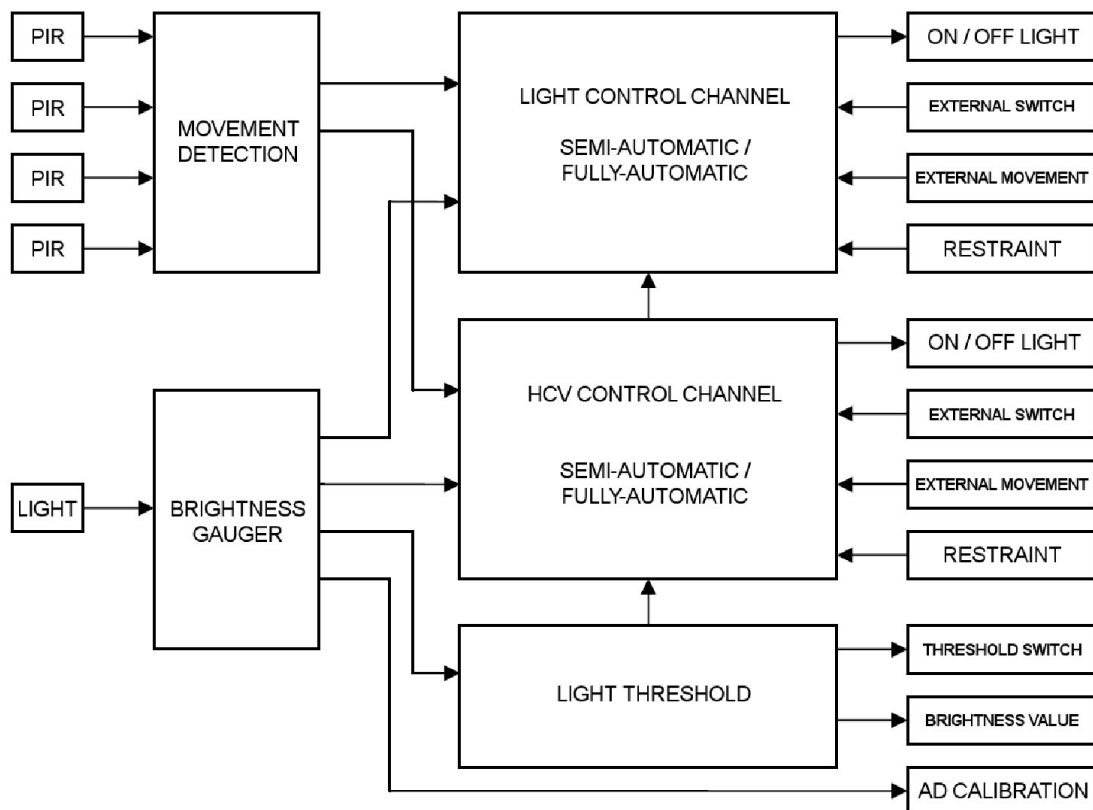 PIR
PIR
PIR
PIR
MOVEMENT
DETECTION
LIGHT CONTROL CHANNEL
SEMI-AUTOMATIC /
FULLY-AUTOMATIC
ON / OFF LIGHT
EXTERNAL SWITCH
EXTERNAL MOVEMENT
RESTRAINT
LIGHT
BRIGHTNESS
GAUGER
HCV CONTROL CHANNEL
SEMI-AUTOMATIC /
FULLY-AUTOMATIC
ON / OFF LIGHT
EXTERNAL SWITCH
EXTERNAL MOVEMENT
RESTRAINT
LIGHT THRESHOLD
THRESHOLD SWITCH
BRIGHTNESS VALUE
AD CALIBRATION